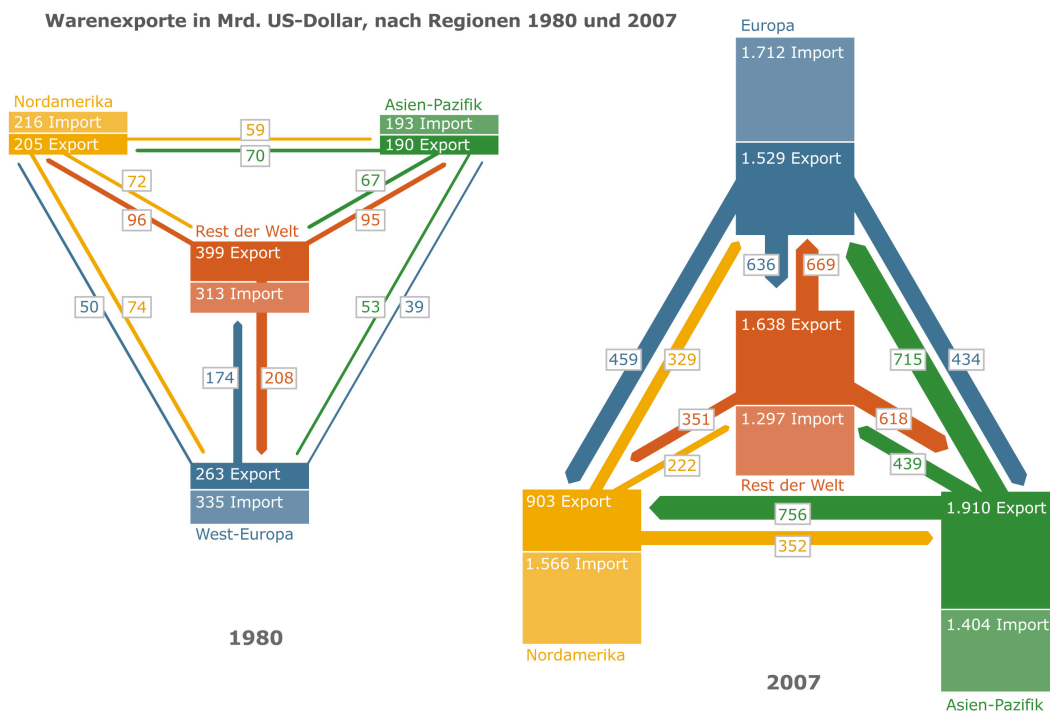 Warenexporte in Mrd. US-Dollar, nach Regionen 1980 und 2007
Nordamerika
216 Import
205 Export
Asien-Pazifik
193 Import
190 Export
59
70
72
96
67
95
Rest der Welt
399 Export
313 Import
50
74
53
39
174
208
263 Export
335 Import
West-Europa
1980
Europa
1.712 Import
1.529 Export
636
669
1.638 Export
459
329
715
434
351
1.297 Import
618
222
439
Rest der Welt
903 Export
1.566 Import
Nordamerika
756
352
1.910 Export
1.404 Import
Asien-Pazifik
2007